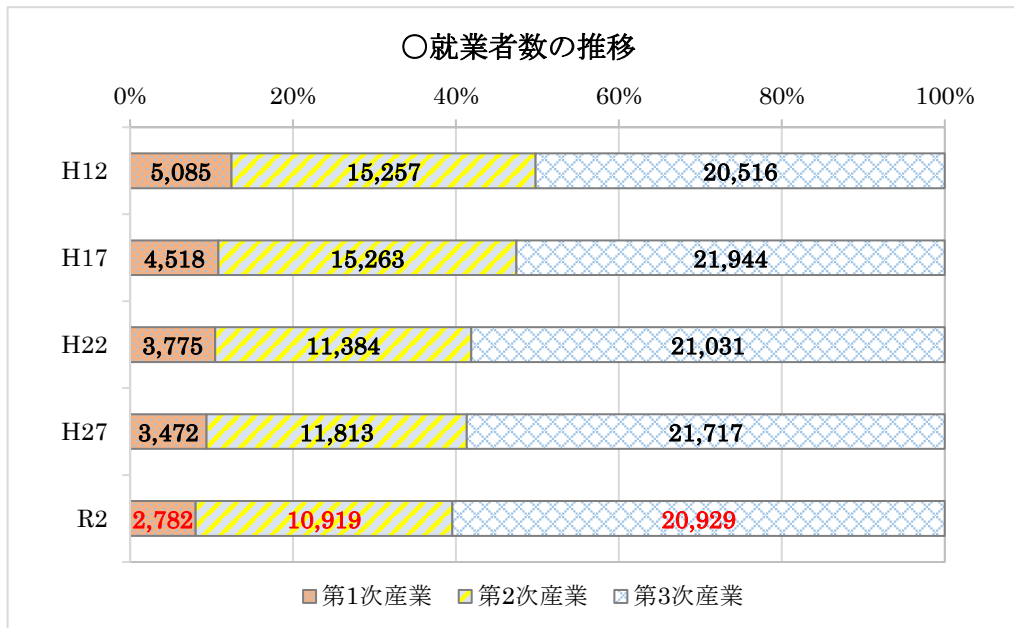 〇就業者数の推移
0% 20% 40% 60% 80% 100%
H12 5,085 15,257 20,516
H17 4,518 15,263 21,944
H22 3,775 11,384 21,031
H27 3,472 11,813 21,717
R2 2,782 10,919 20,929
第1次産業 第2次産業 第3次産業